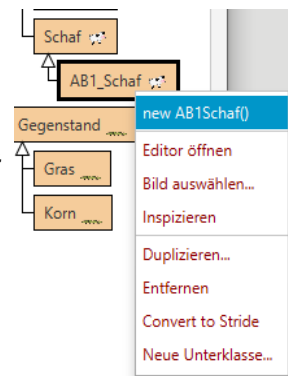 Schaf
AB1_Schaf
new AB1Schaf()
Gegenstand
Editor öffnen
Gras
Bild auswählen...
Korn
Inspizieren
Duplizieren...
Entfernen
Convert to Stride
Neue Unterklasse...